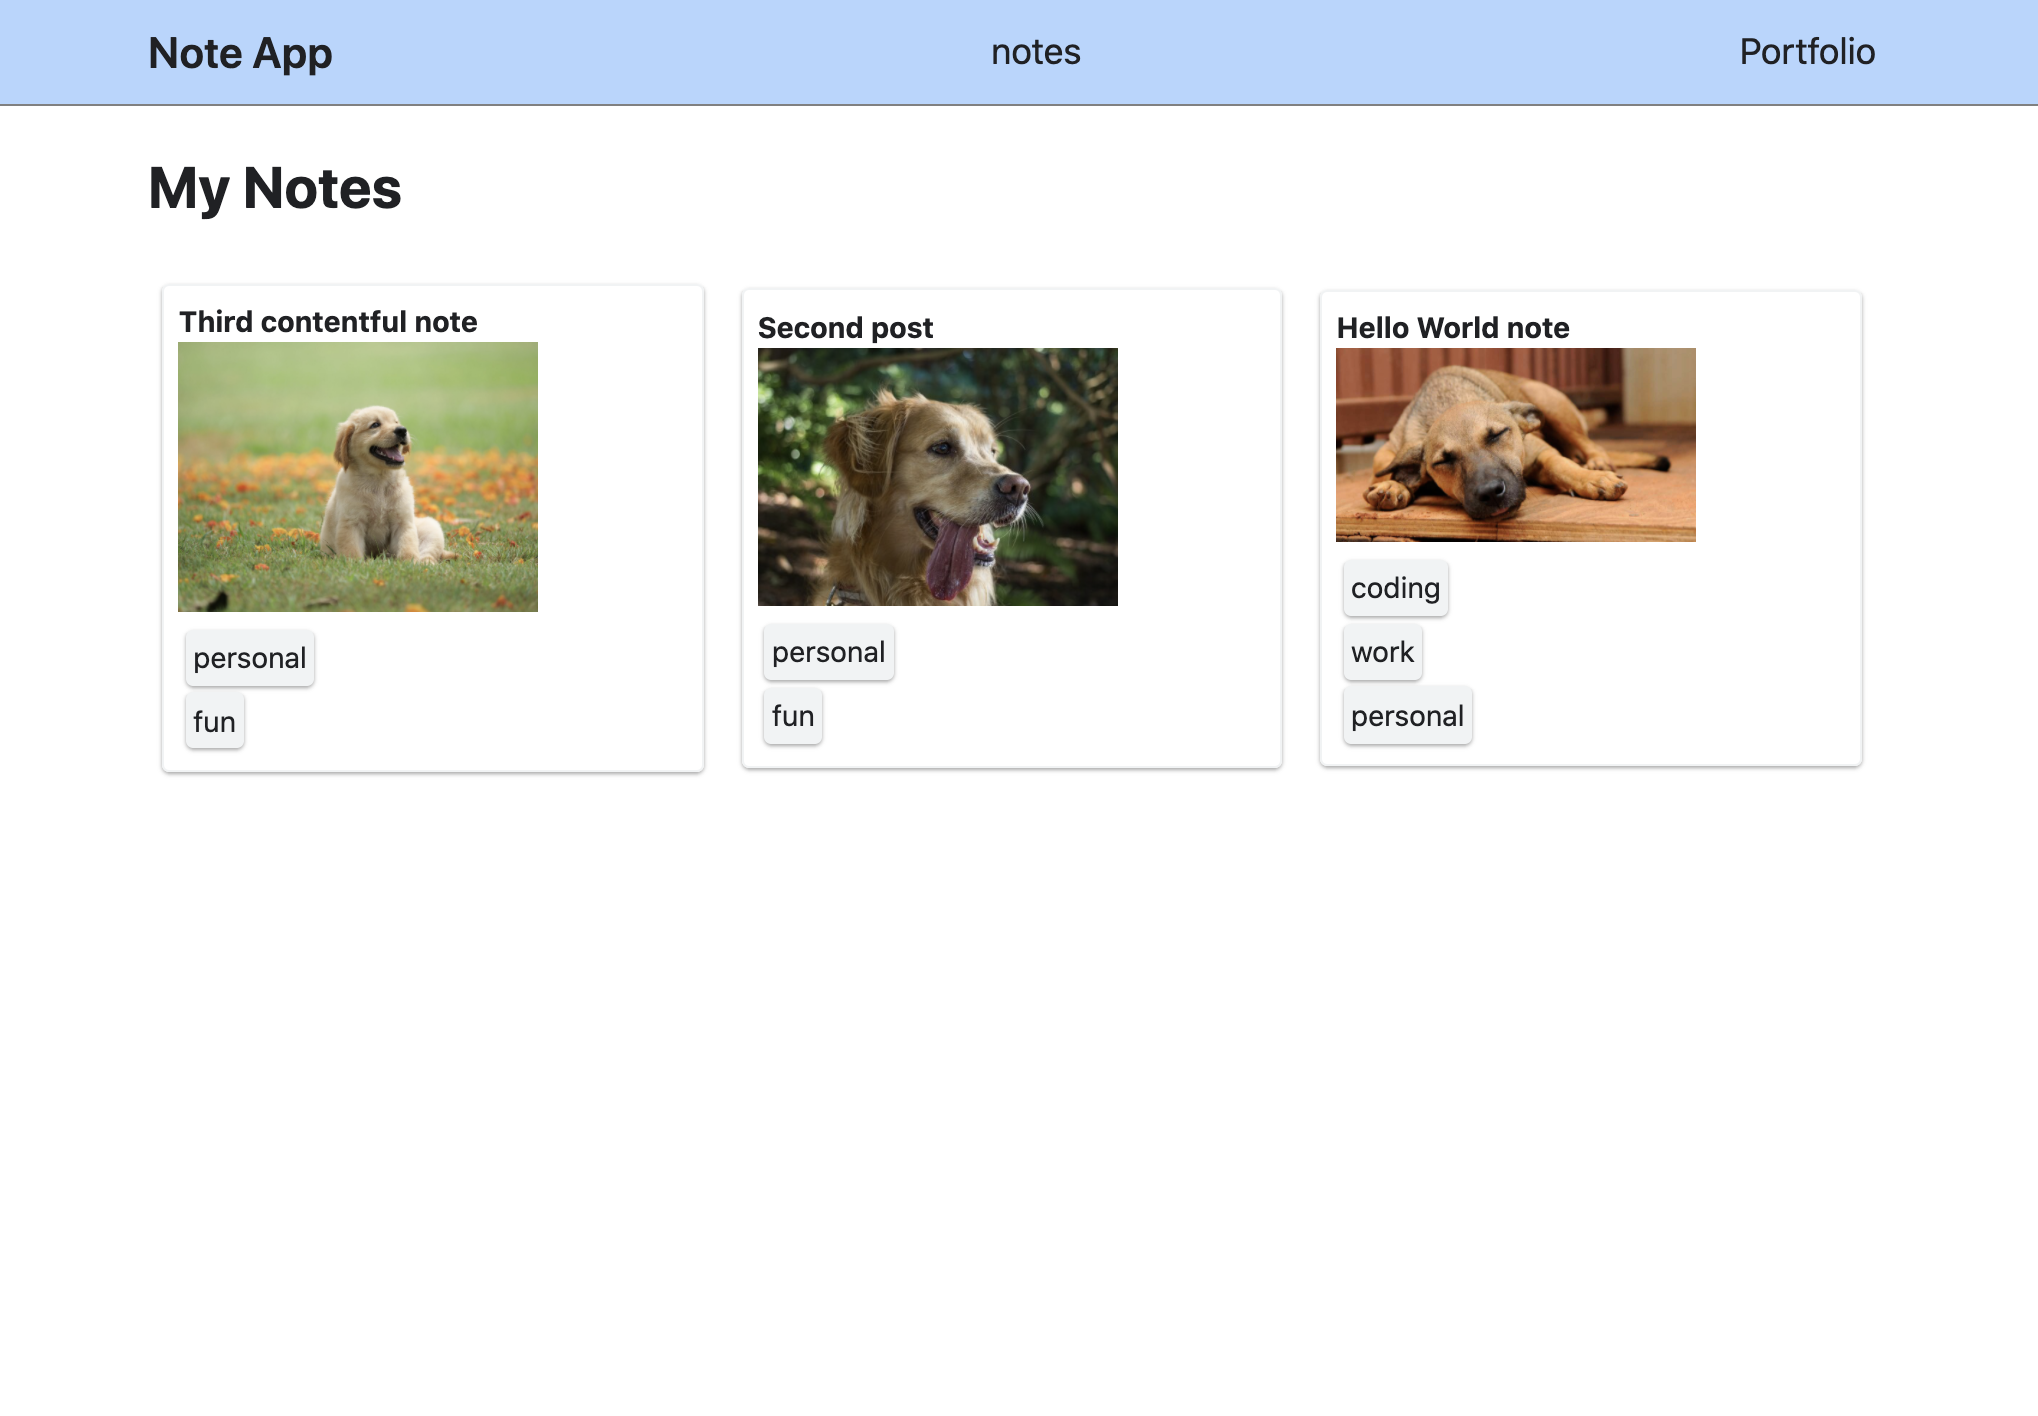 Note App
notes
Portfolio
My Notes
Third contentful note
personal
fun
Second post
personal
fun
Hello World note
coding
work
personal